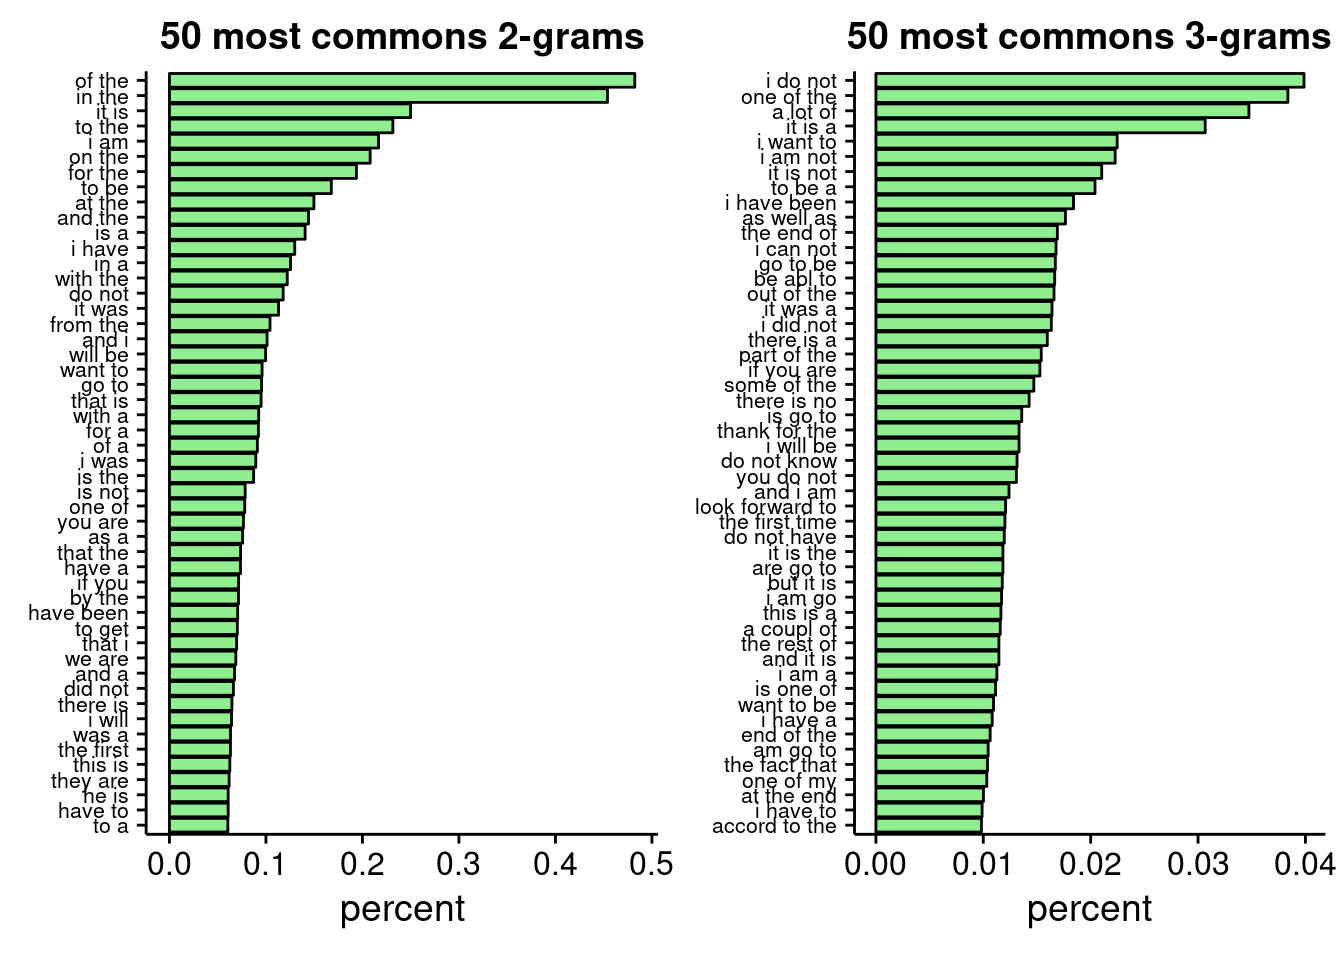 50 most commons 2-grams
of the
in the
it is
to the
i am
on the
for the
to be
at the
and the
is a
i have
in a
with the
do not
it was
from the
and i
will be
want to
go to
that is
with a
for a
of a
i was
is the
is not
one of
you are
as a
that the
have a
if you
by the
have been
to get
that i
we are
and a
did not
there is
i will
was a
the first
this is
they are
he is
have to
to a
0.0 0.1 0.2 0.3 0.4 0.5
percent
50 most commons 3-grams
i do not
one of the
a lot of
it is a
i want to
i am not
it is not
to be a
i have been
as well as
the end of
i can not
go to be
be abl to
out of the
it was a
i did not
there is a
part of the
if you are
some of the
there is no
is go to
thank for the
i will be
do not know
you do not
and i am
look forward to
the first time
do not have
it is the
are go to
but it is
i am go
this is a
a coupl of
the rest of
and it is
i am a
is one of
want to be
i have a
end of the
am go to
the fact that
one of my
at the end
i have to
accord to the
0.00 0.01 0.02 0.03 0.04
percent